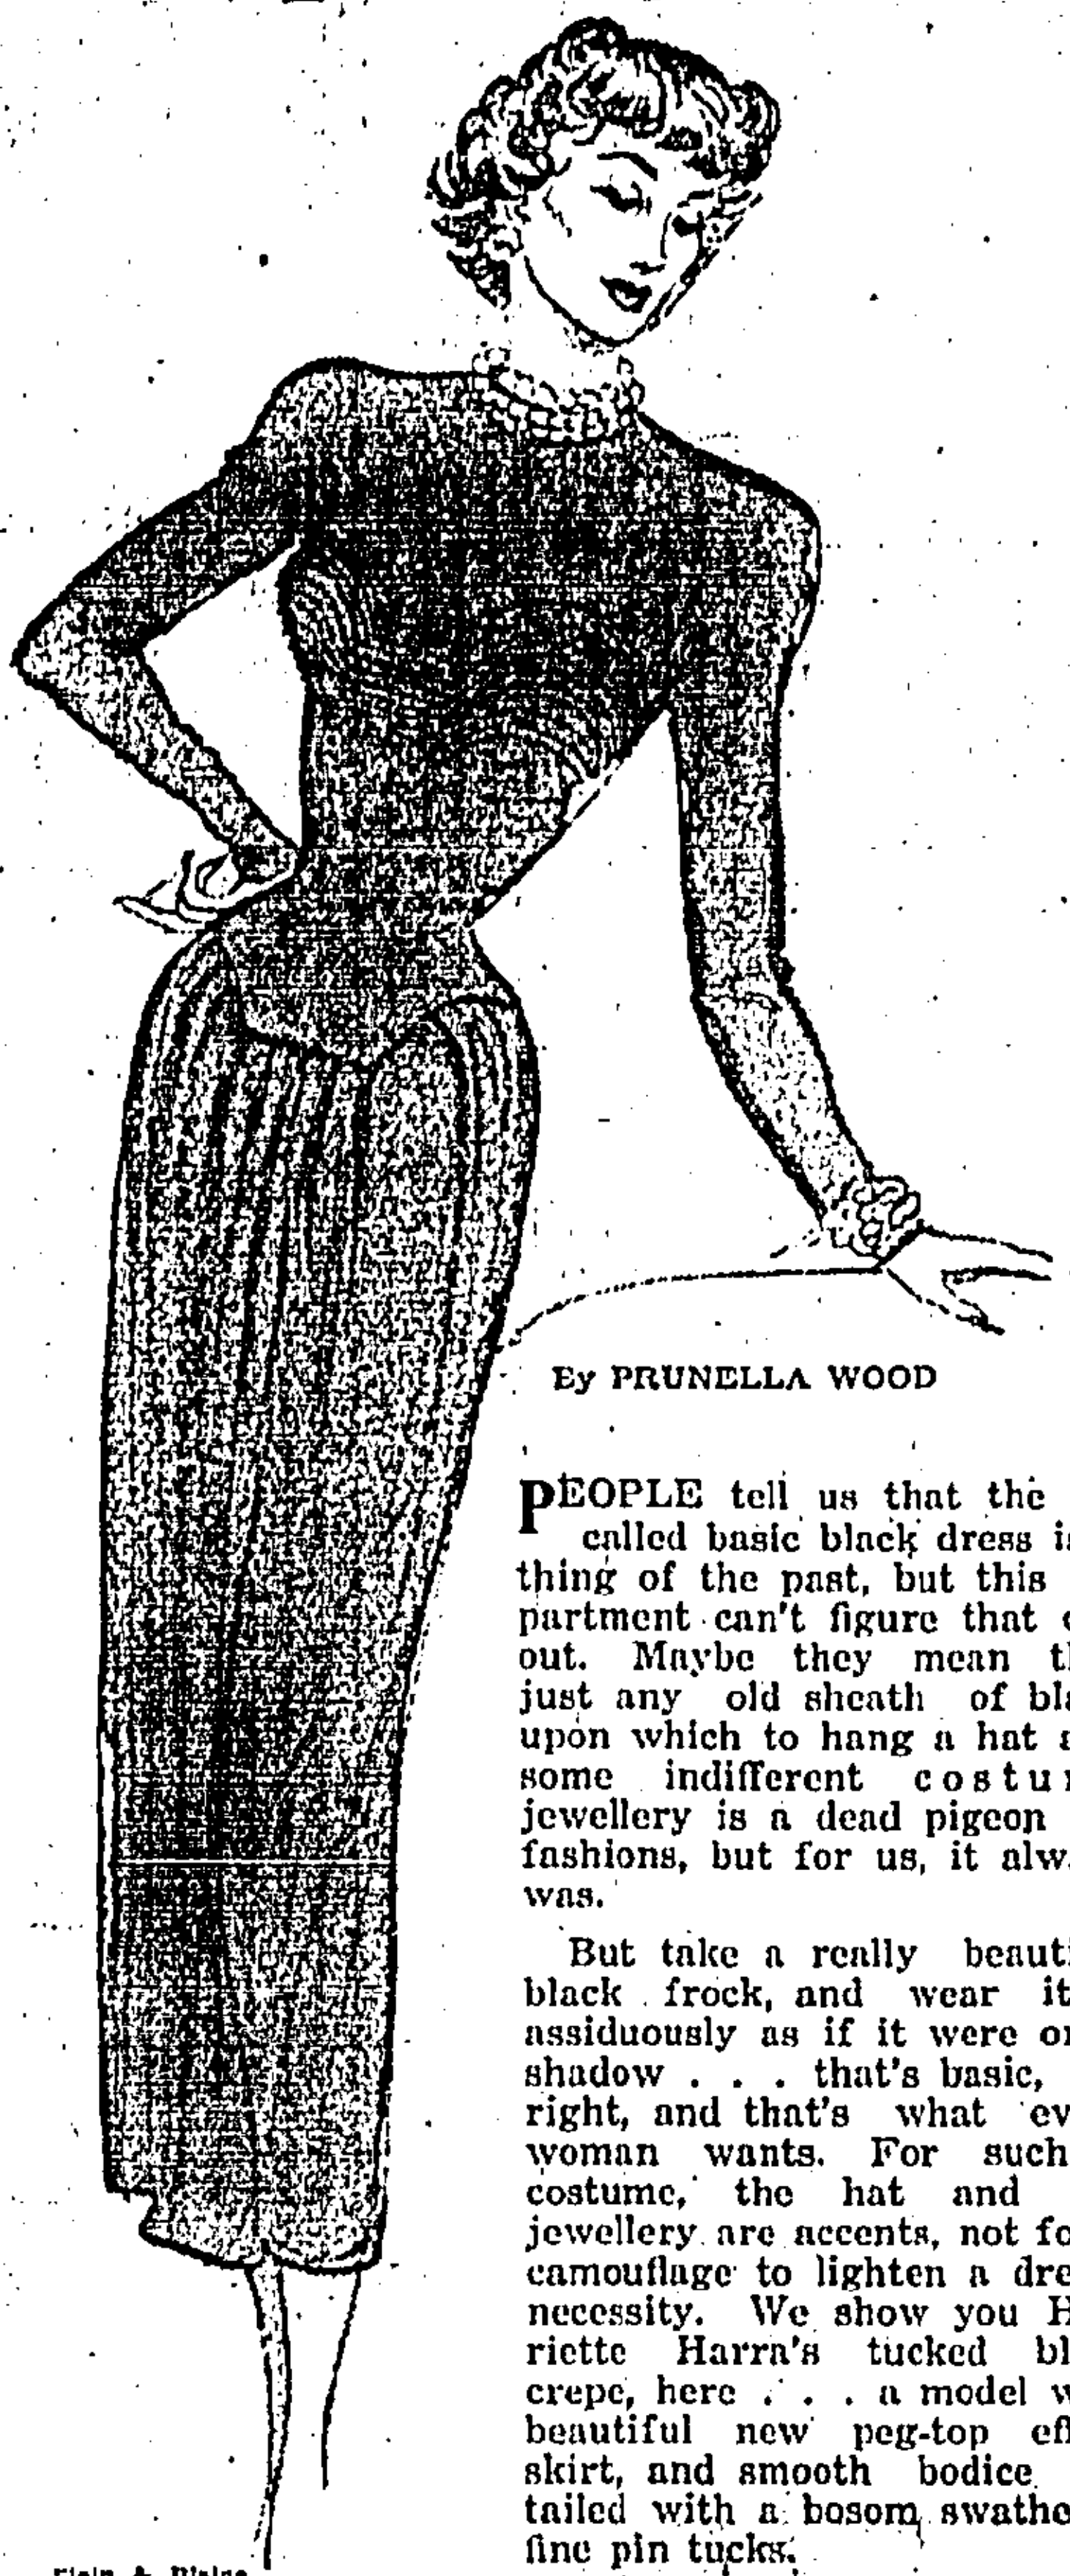 By PRUNELLA WOOD
PEOPLE tell us that the
called basic black dress is
thing of the past, but this
partment can't figure that
out. Maybe they mean
just any old sheath of
upon which to hang a hat
some indifferent costu
jewellery is a dead pigeon
fashions, but for us, it alw
was.
But take a really beauti
black frock, and wear it
assiduously as if it were
shadow . . . that's basic,
right, and that's what ev
woman wants. For such
costume, the hat and
jewellery are accents, not fo
camouflage to lighten a dre
necessity. We show you H
riette Harra's tucked bl
crepe, here . . . a model w
beautiful new peg-top eff
skirt, and smooth bodice
tailed with a bosom swathe
fine pin tucks.